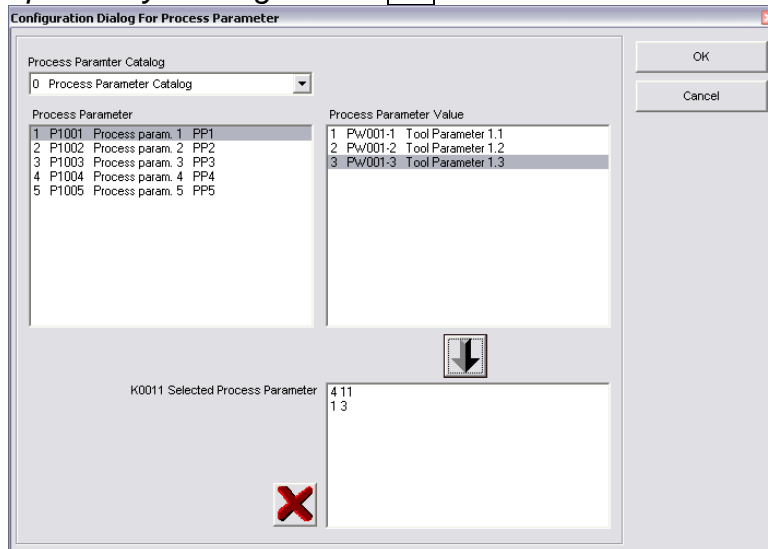 Configuration Dialog For Process Parameter
OK
Process Paramter Catalog
0 Process Parameter Catalog
Cancel
Process Parameter
1 P1001 Process param. 1 PP1
2 P1002 Process param. 2 PP2
3 P1003 Process param. 3 PP3
4 P1004 Process param. 4 PP4
5 P1005 Process param. 5 PP5
Process Parameter Value
1 PW001-1 Tool Parameter 1.1
2 PW001-2 Tool Parameter 1.2
3 PW001-3 Tool Parameter 1.3
K0011 Selected Process Parameter
4 11
1 3